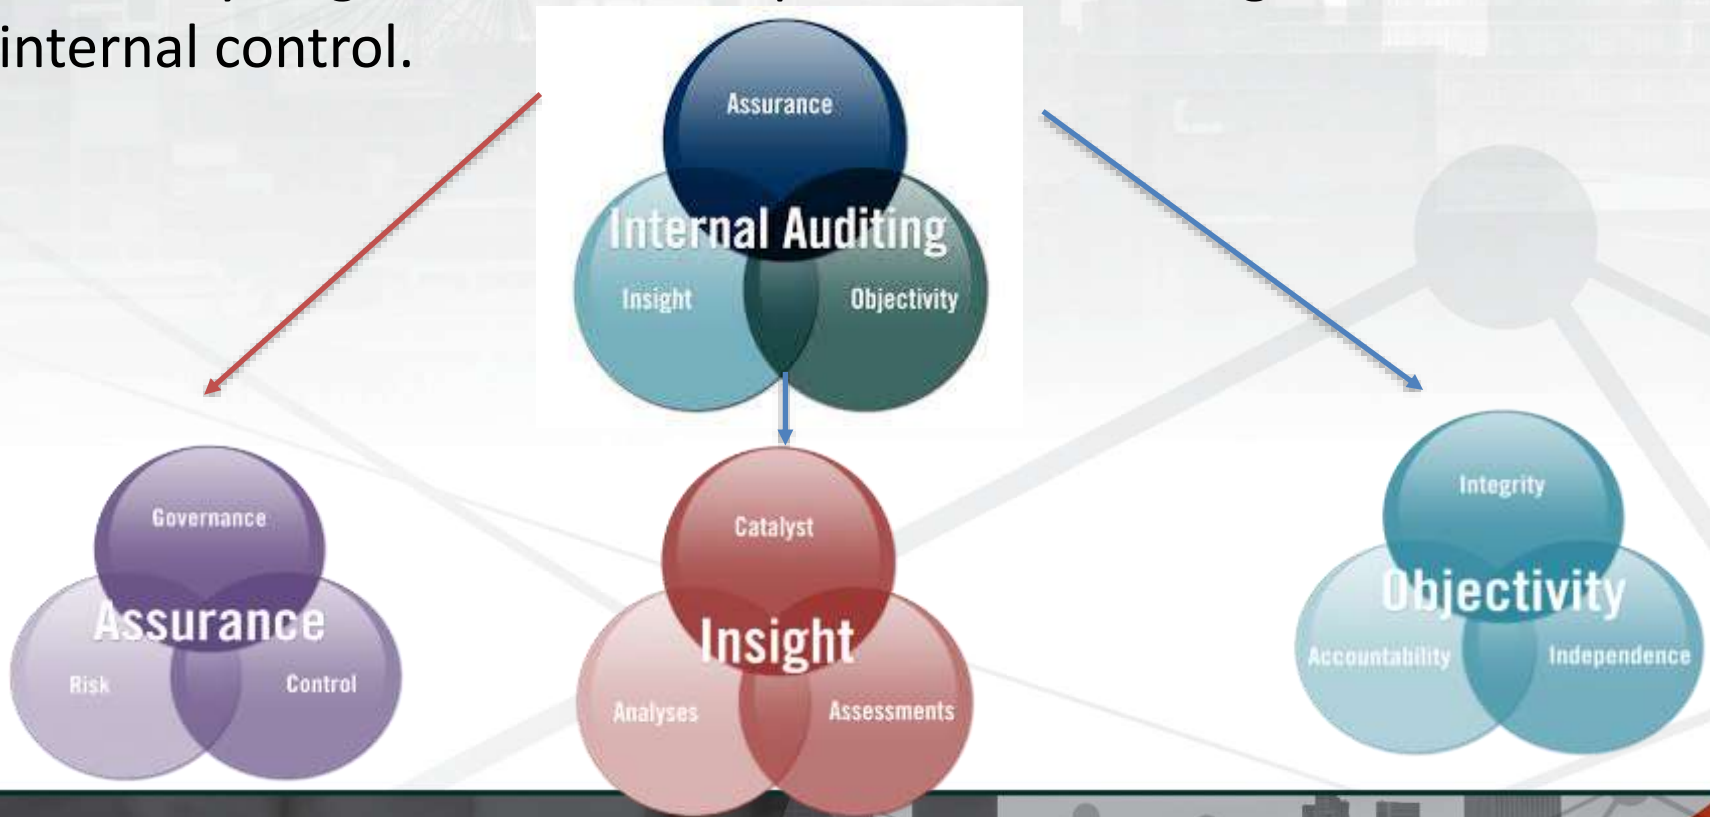 internal control.
Assurance
Internal Auditing
Insight
Objectivity
Governance
Assurance
Risk
Control
Catalyst
Insight
Analyses
Assessments
Integrity
Objectivity
Accountability
Independence